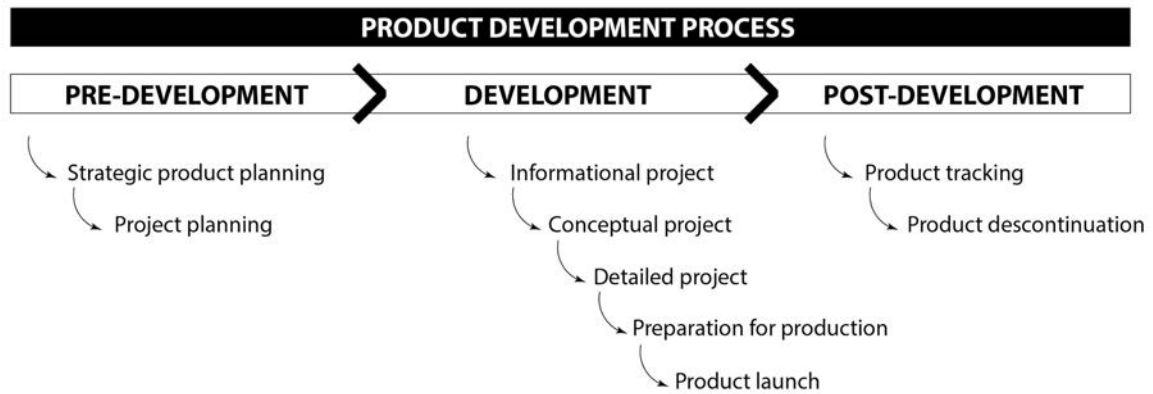 PRODUCT DEVELOPMENT PROCESS
PRE-DEVELOPMENT
DEVELOPMENT
POST-DEVELOPMENT
Strategic product planning
Project planning
Informational project
Conceptual project
Detailed project
Preparation for production
Product launch
Product tracking
Product descontinuation